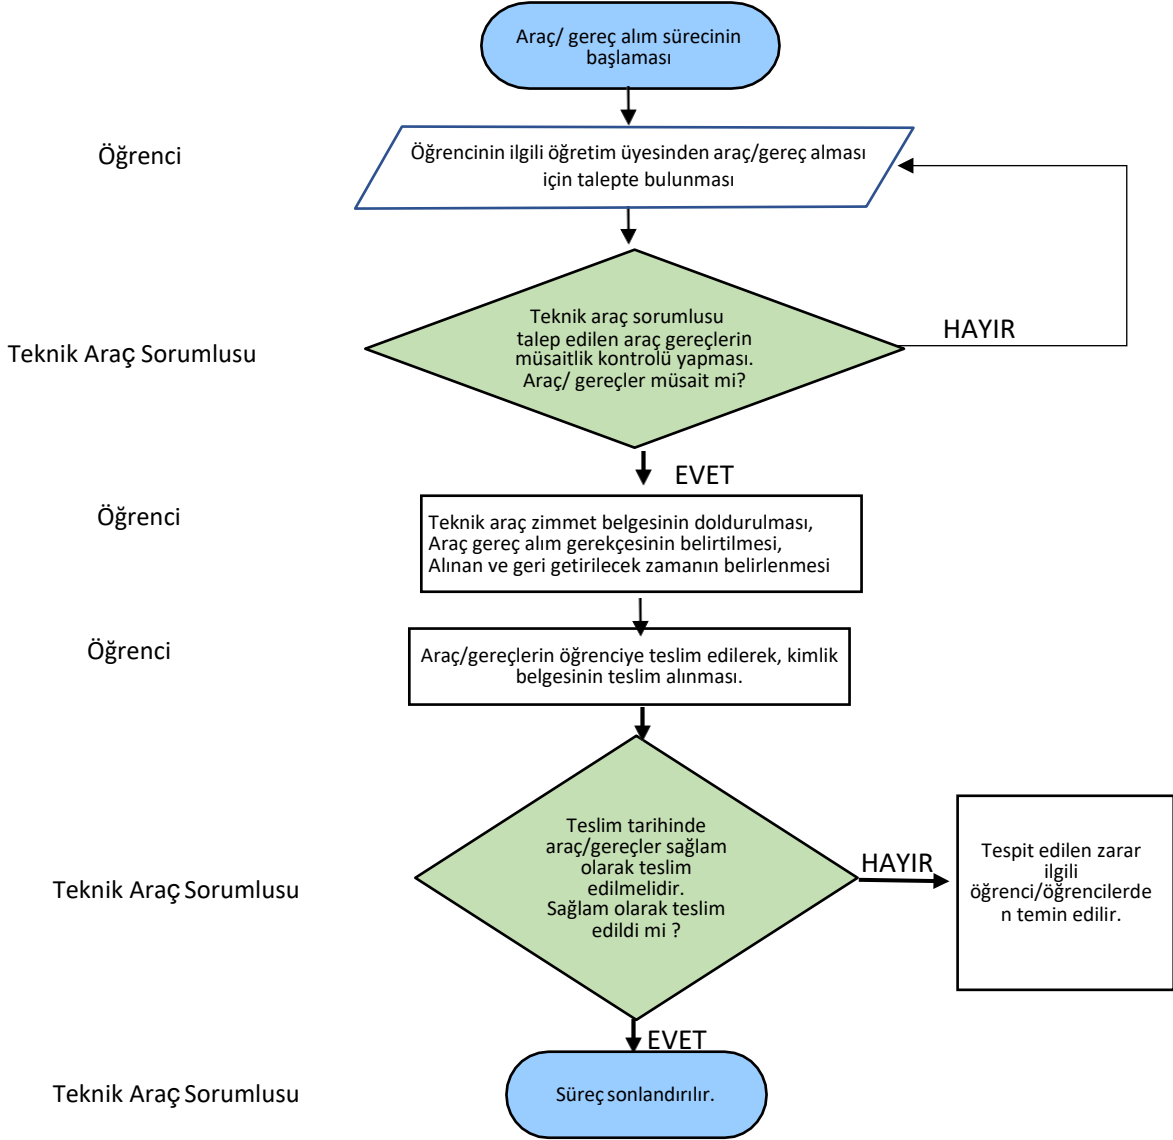 Araç/ gereç alım sürecinin
başlaması
Öğrenci
Öğrencinin ilgili öğretim üyesinden araç/gereç alması
için talepte bulunması
Teknik Araç Sorumlusu
Teknik araç sorumlusu
talep edilen araç gereçlerin
müsaitlik kontrolü yapması.
Araç/ gereçler müsait mi?
HAYIR
EVET
Öğrenci
Teknik araç zimmet belgesinin doldurulması,
Araç gereç alım gerekçesinin belirtilmesi,
Alınan ve geri getirilecek zamanın belirlenmesi
Öğrenci
Araç/gereçlerin öğrenciye teslim edilerek, kimlik
belgesinin teslim alınması.
Teknik Araç Sorumlusu
Teslim tarihinde
araç/gereçler sağlam
olarak teslim
edilmelidir.
Sağlam olarak teslim
edildi mi ?
HAYIR
Tespit edilen zarar
ilgili
öğrenci/öğrencilerde
n temin edilir.
EVET
Teknik Araç Sorumlusu
Süreç sonlandırılır.